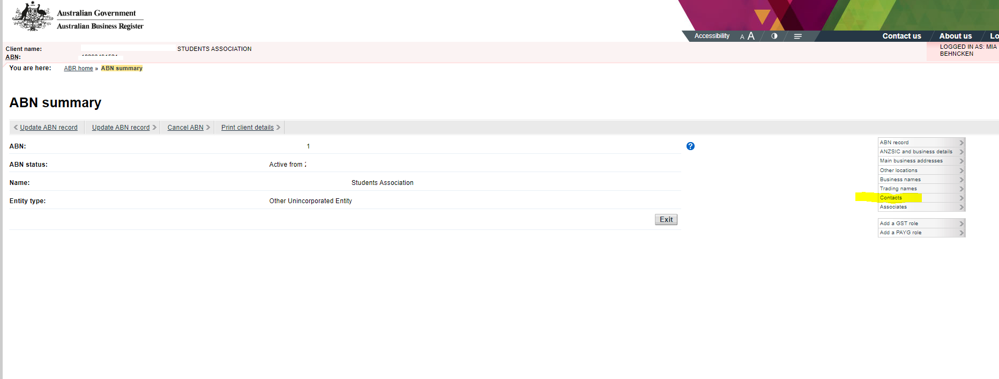 Australian Government
Australian Business Register
Accessibility A A
Contact us
About us
Lo
Client name: STUDENTS ASSOCIATION
ABN:
LOGGED IN AS: MIA
BEHNCKEN
You are here: ABR home » ABN summary
ABN summary
Update ABN record
Update ABN record
Cancel ABN
Print client details
ABN: 1
?
ABN status: Active from
Name: Students Association
Entity type: Other Unincorporated Entity
Exit
ABN record
ANZSIC and business details
Main business addresses
Other locations
Business names
Trading names
Contacts
Associates
Add a GST role
Add a PAYG role